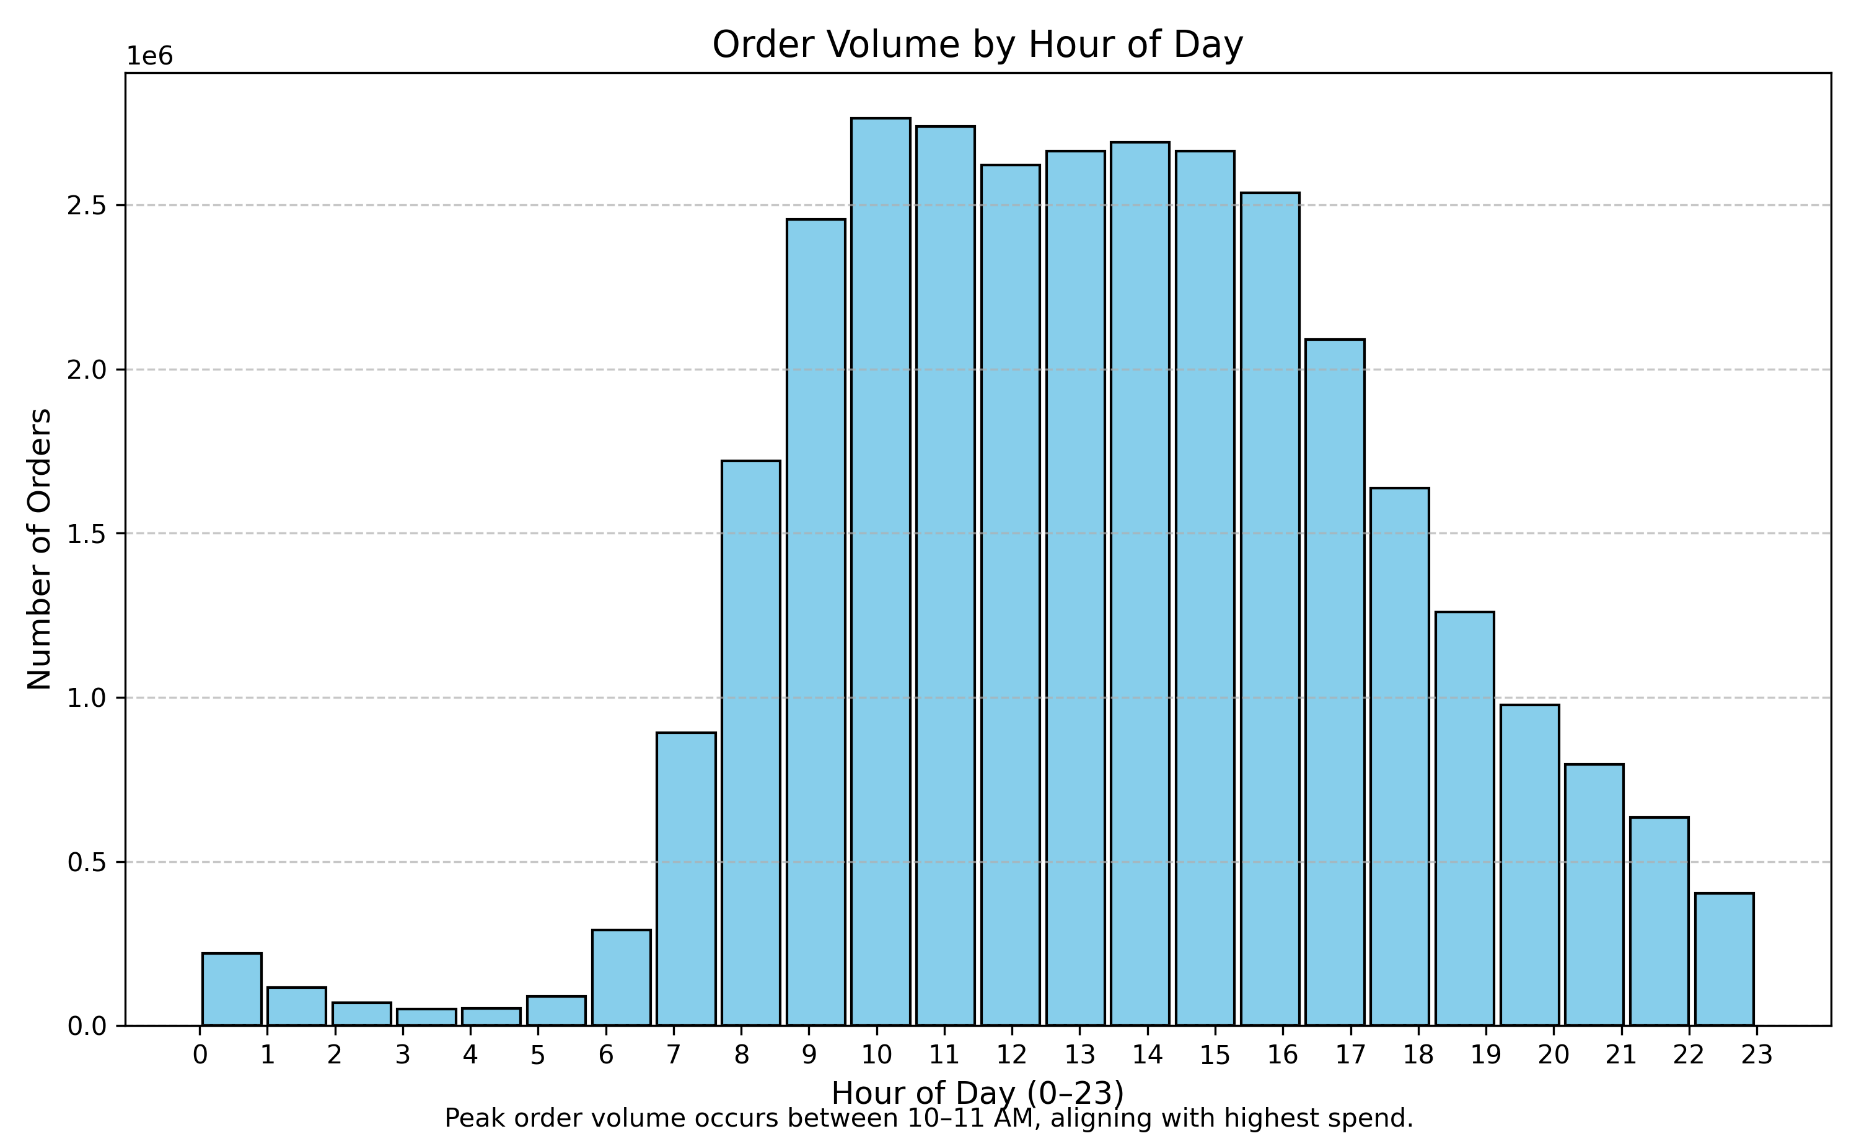 Order Volume by Hour of Day
1e6
2.5
2.0
1.5
1.0
0.5
0.0
Number of Orders
0 1 2 3 4 5 6 7 8 9 10 11 12 13 14 15 16 17 18 19 20 21 22 23
Hour of Day (0–23)
Peak order volume occurs between 10–11 AM, aligning with highest spend.